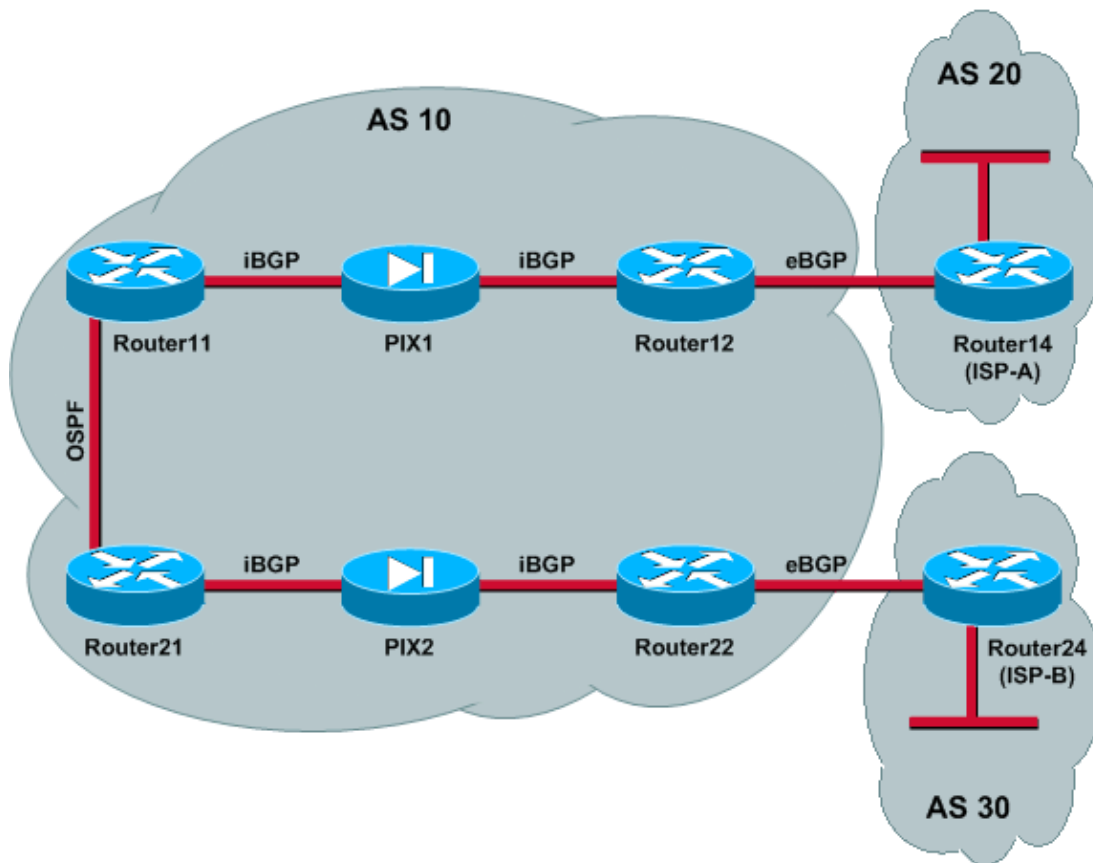 AS 20
AS 10
iBGP
iBGP
eBGP
Router11
PIX1
Router12
Router14
(ISP-A)
OSPF
iBGP
iBGP
eBGP
Router21
PIX2
Router22
Router24
(ISP-B)
AS 30